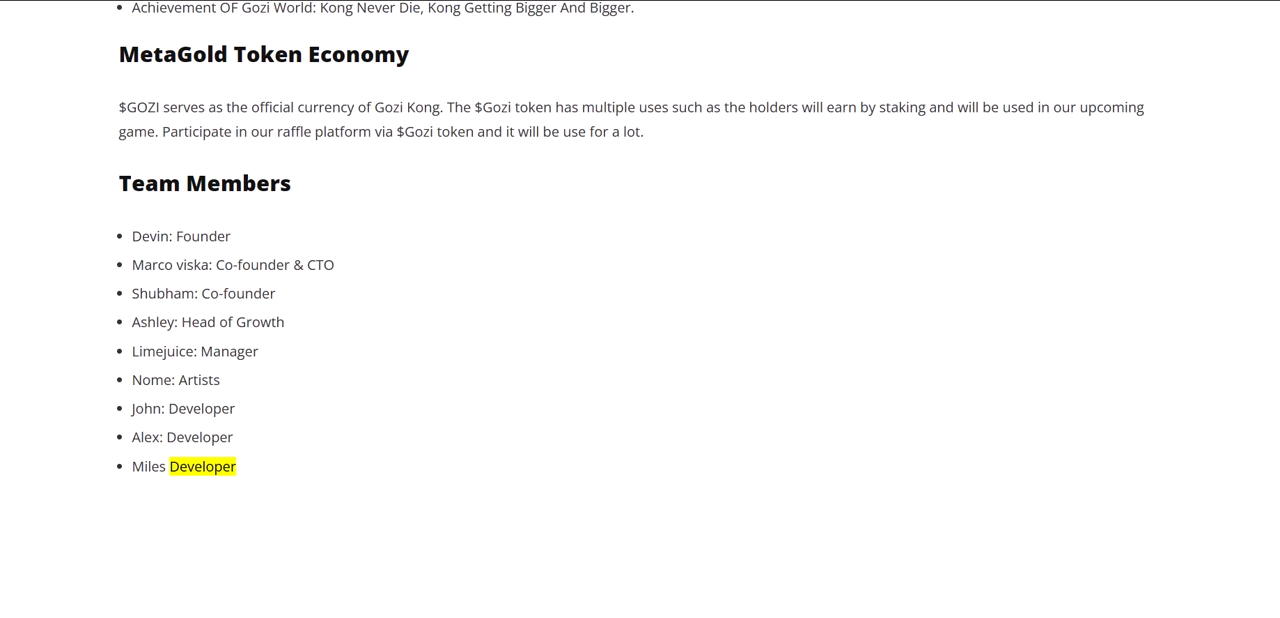 Achievement OF Gozi World: Kong Never Die, Kong Getting Bigger And Bigger.
MetaGold Token Economy
$GOZI serves as the official currency of Gozi Kong. The $Gozi token has multiple uses such as the holders will earn by staking and will be used in our upcoming
game. Participate in our raffle platform via $Gozi token and it will be use for a lot.
Team Members
Devin: Founder
Marco viska: Co-founder & CTO
Shubham: Co-founder
Ashley: Head of Growth
Limejuice: Manager
Nome: Artists
John: Developer
Alex: Developer
Miles Developer